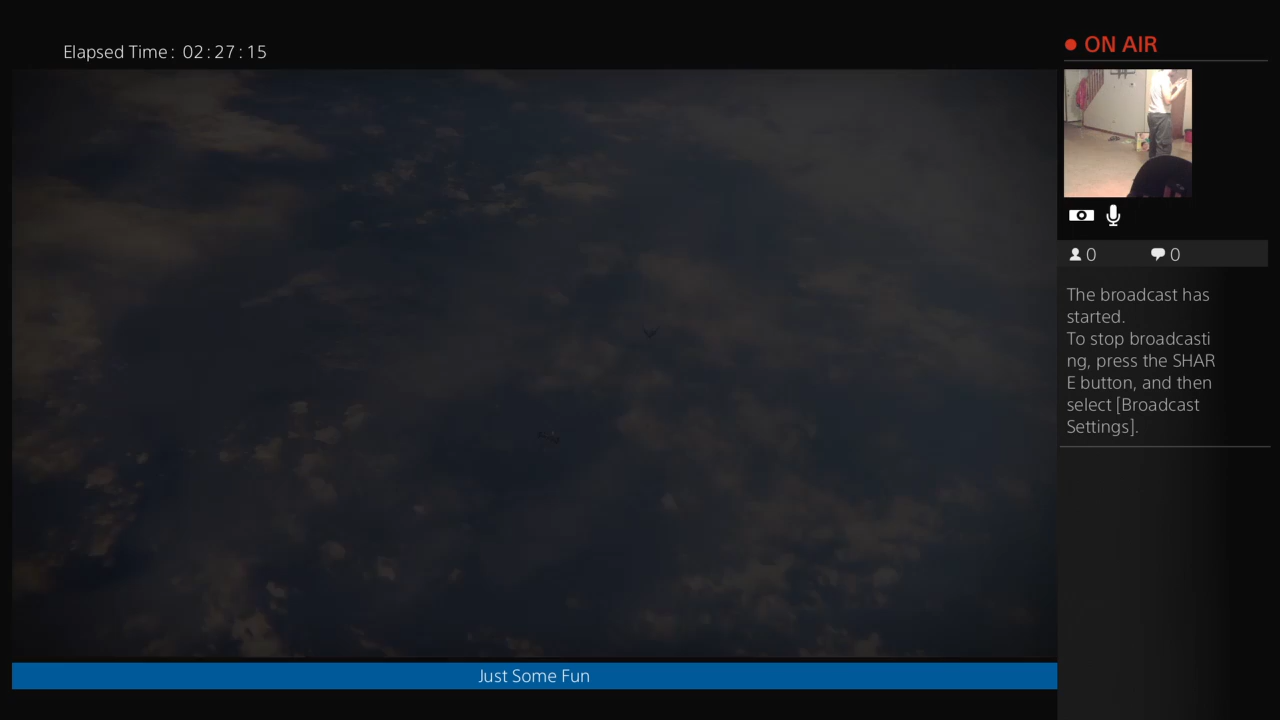 Elapsed Time: 02:27:15
ON AIR
0 0
The broadcast has
started.
To stop broadcasti
ng, press the SHAR
E button, and then
select [Broadcast
Settings].
Just Some Fun